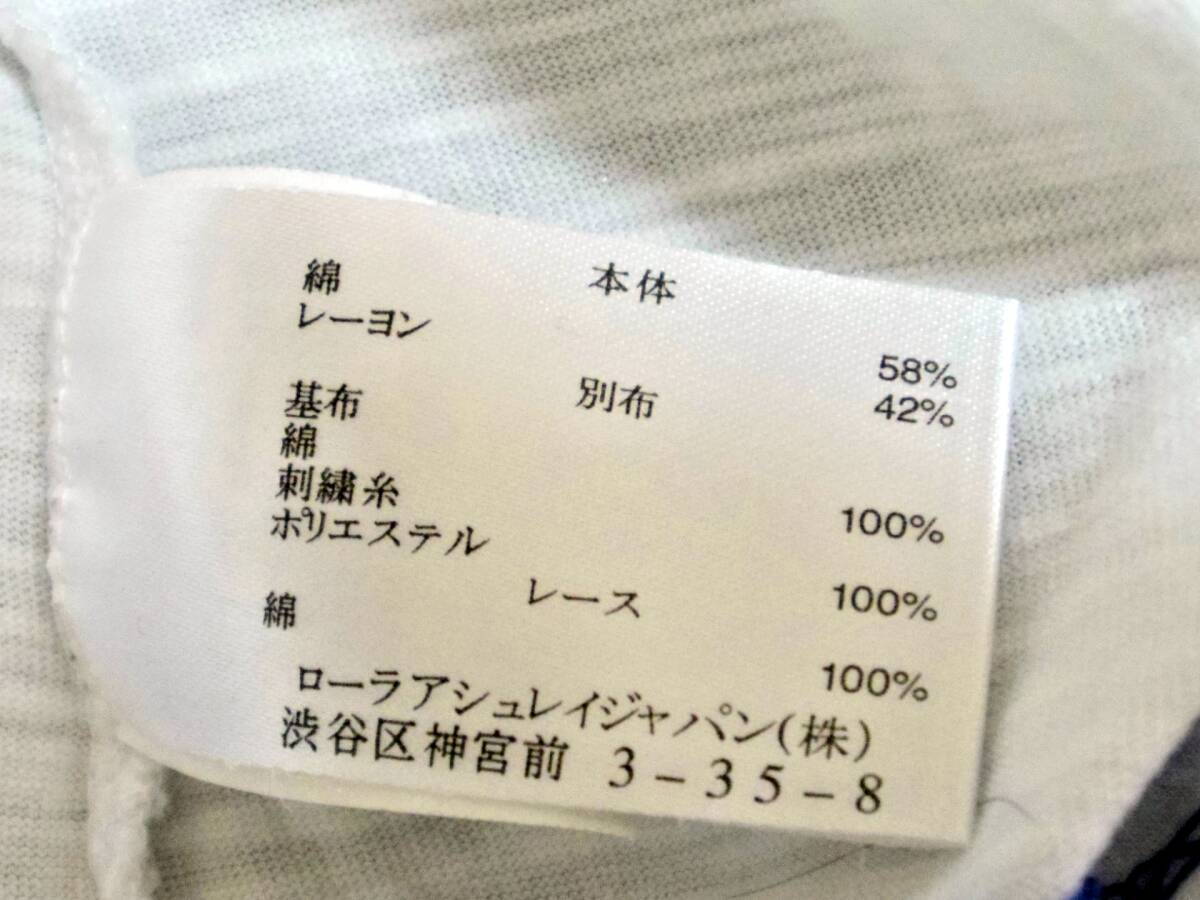 本体
綿 58%
レーヨン 42%
別布
基布
綿 100%
刺繍糸
ポリエステル 100%
レース
綿 100%
ローラアシュレイジャパン(株)
渋谷区神宮前 3-35-8